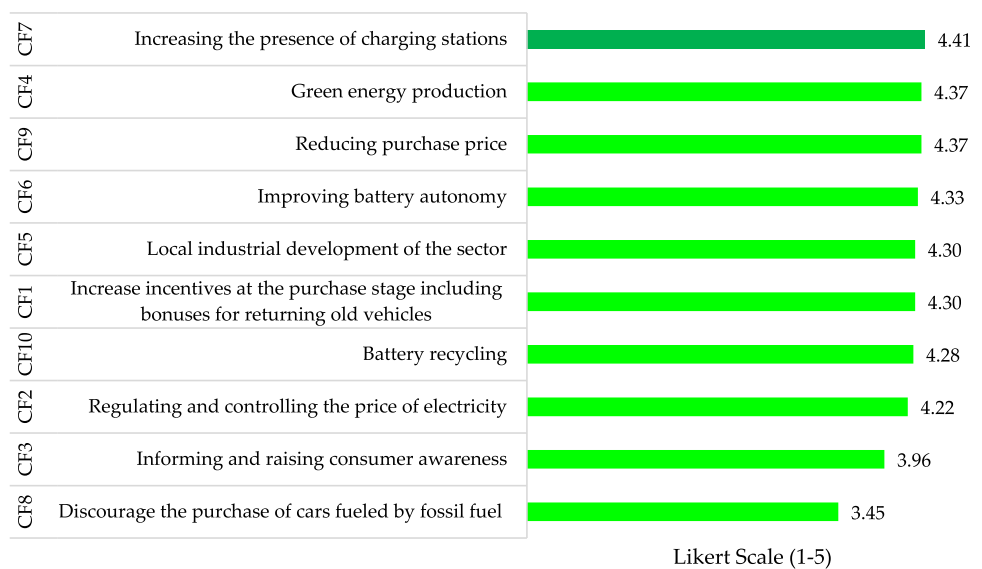 CF7 Increasing the presence of charging stations 4.41
CF4 Green energy production 4.37
CF9 Reducing purchase price 4.37
CF6 Improving battery autonomy 4.33
CF5 Local industrial development of the sector 4.30
CF1 Increase incentives at the purchase stage including
bonuses for returning old vehicles 4.30
CF10 Battery recycling 4.28
CF2 Regulating and controlling the price of electricity 4.22
CF3 Informing and raising consumer awareness 3.96
CF8 Discourage the purchase of cars fueled by fossil fuel 3.45
Likert Scale (1-5)